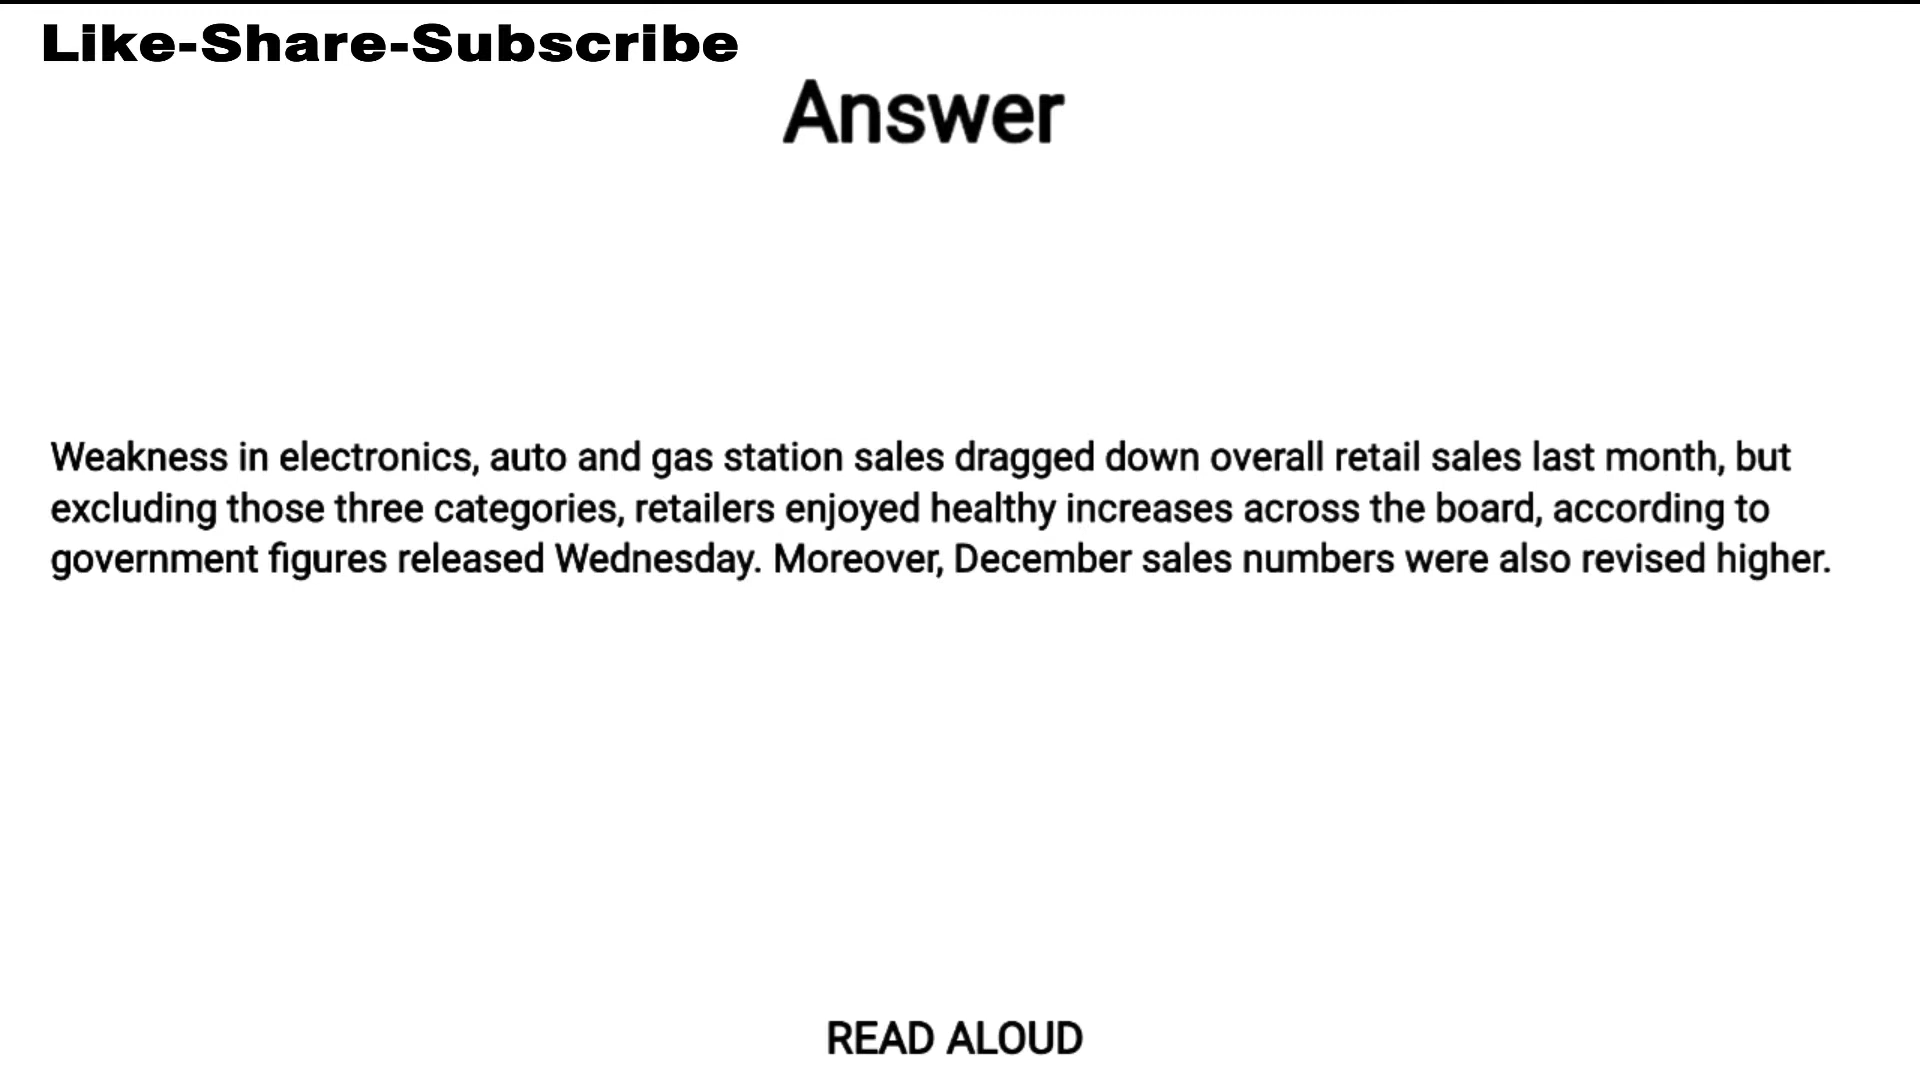 Like-Share-Subscribe
Answer
Weakness in electronics, auto and gas station sales dragged down overall retail sales last month, but
excluding those three categories, retailers enjoyed healthy increases across the board, according to
government figures released Wednesday. Moreover, December sales numbers were also revised higher.
READ ALOUD